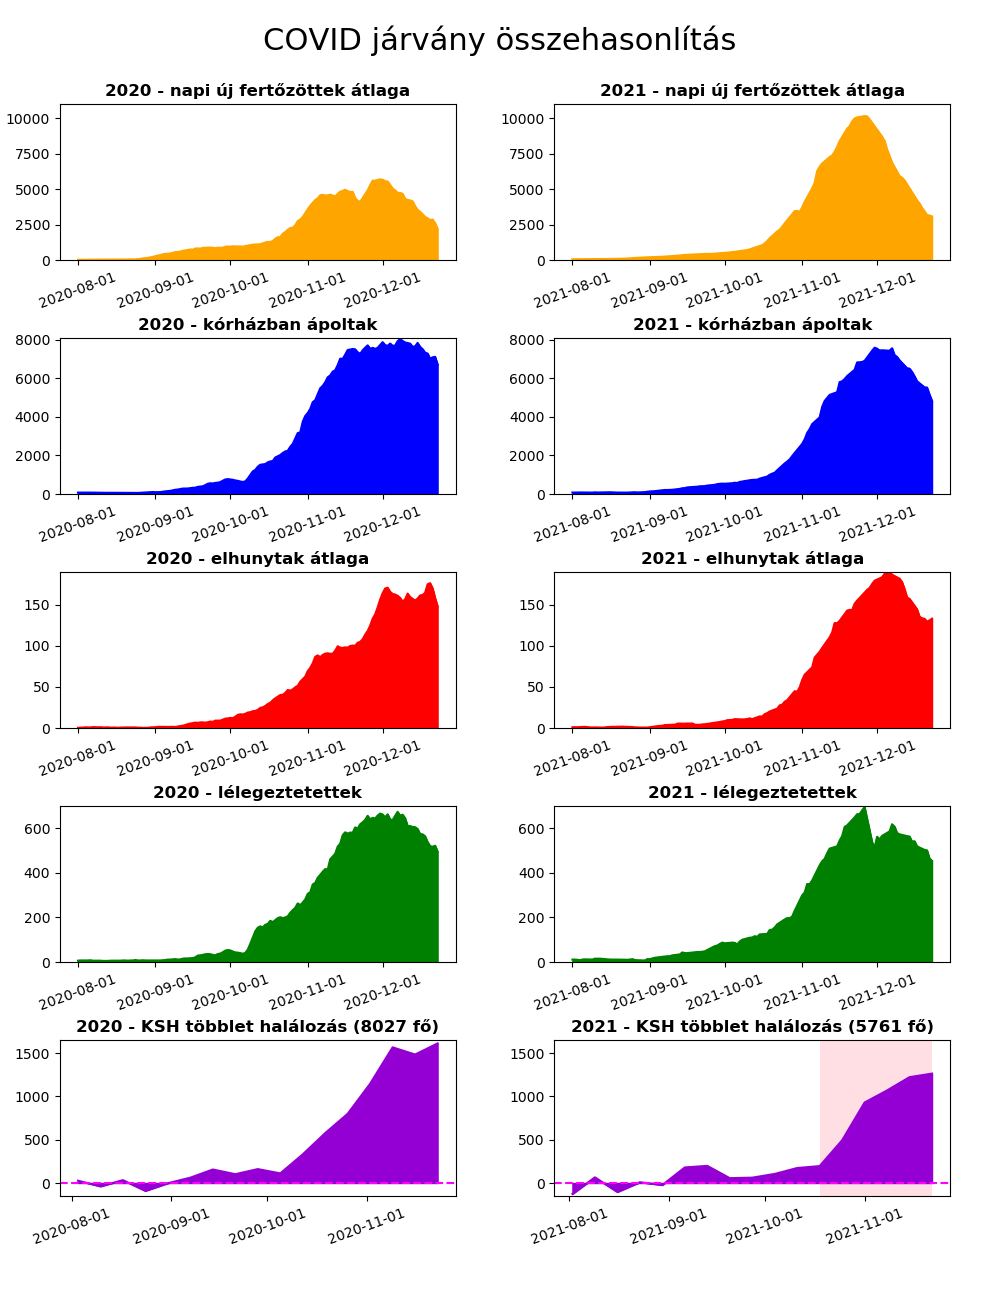 COVID járvány összehasonlítás
2020 - napi új fertőzöttek átlaga
10000
7500
5000
2500
0
2020-08-01 2020-09-01 2020-10-01 2020-11-01 2020-12-01
2021 - napi új fertőzöttek átlaga
10000
7500
5000
2500
0
2021-08-01 2021-09-01 2021-10-01 2021-11-01 2021-12-01
2020 - kórházban ápoltak
8000
6000
4000
2000
0
2020-08-01 2020-09-01 2020-10-01 2020-11-01 2020-12-01
2021 - kórházban ápoltak
8000
6000
4000
2000
0
2021-08-01 2021-09-01 2021-10-01 2021-11-01 2021-12-01
2020 - elhunytak átlaga
150
100
50
0
2020-08-01 2020-09-01 2020-10-01 2020-11-01 2020-12-01
2021 - elhunytak átlaga
150
100
50
0
2021-08-01 2021-09-01 2021-10-01 2021-11-01 2021-12-01
2020 - lélegeztetettek
600
400
200
0
2020-08-01 2020-09-01 2020-10-01 2020-11-01 2020-12-01
2021 - lélegeztetettek
600
400
200
0
2021-08-01 2021-09-01 2021-10-01 2021-11-01 2021-12-01
2020 - KSH többlet halálozás (8027 fő)
1500
1000
500
0
2020-08-01 2020-09-01 2020-10-01 2020-11-01
2021 - KSH többlet halálozás (5761 fő)
1500
1000
500
0
2021-08-01 2021-09-01 2021-10-01 2021-11-01